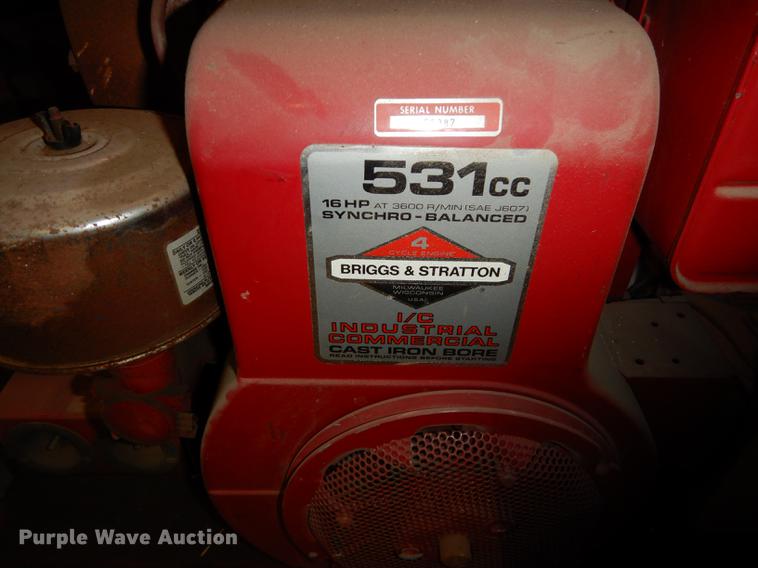 SERIAL NUMBER
531cc
16 HP AT 3600 R/MIN (SAE J607)
SYNCHRO-BALANCED
4
CYCLE ENGINE
BRIGGS & STRATTON
MILWAUKEE
WISCONSIN
USA
I/C
INDUSTRIAL
COMMERCIAL
CAST IRON BORE
READ INSTRUCTIONS BEFORE STARTING
Purple Wave Auction